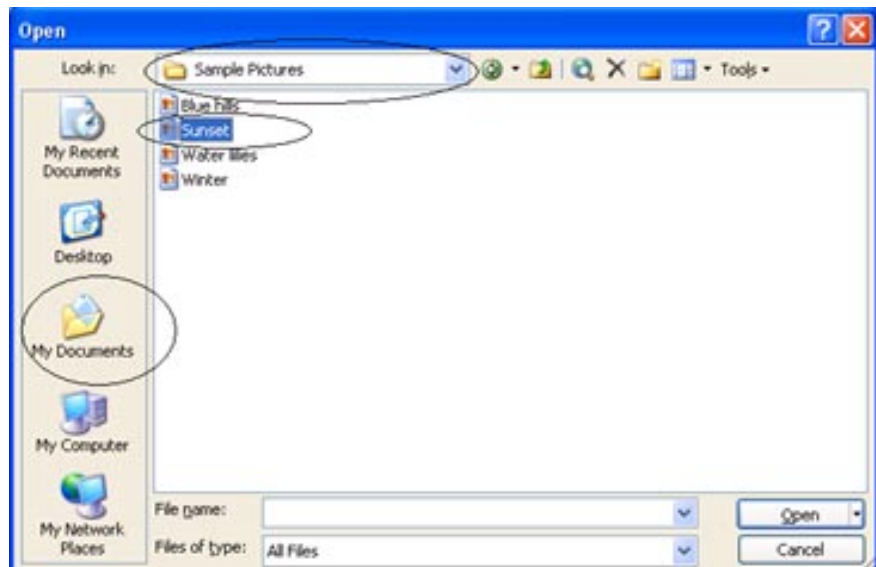 Open
Look in: Sample Pictures Tools
Blue hills
Sunset
Water lilies
Winter
My Recent
Documents
Desktop
My Documents
My Computer
My Network
Places
File name: Open
Files of type: All Files Cancel